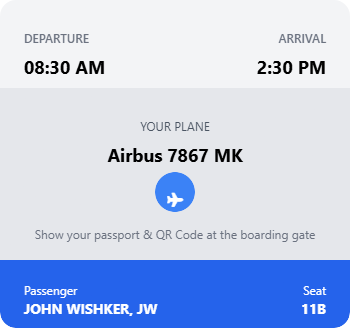 DEPARTURE ARRIVAL
08:30 AM 2:30 PM
YOUR PLANE
Airbus 7867 MK
Show your passport & QR Code at the boarding gate
Passenger Seat
JOHN WISHKER, JW 11B